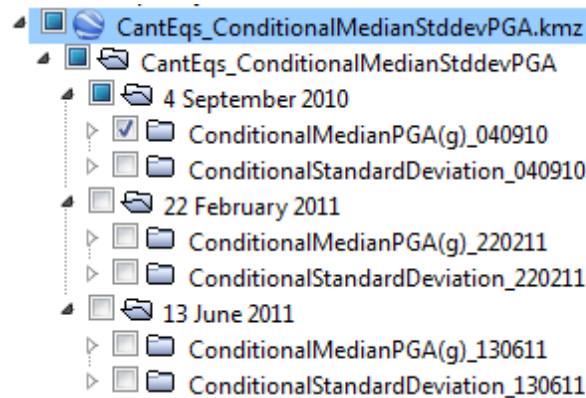 CantEqs_ConditionalMedianStddevPGA.kmz
CantEqs_ConditionalMedianStddevPGA
4 September 2010
ConditionalMedianPGA(g)_040910
ConditionalStandardDeviation_040910
22 February 2011
ConditionalMedianPGA(g)_220211
ConditionalStandardDeviation_220211
13 June 2011
ConditionalMedianPGA(g)_130611
ConditionalStandardDeviation_130611